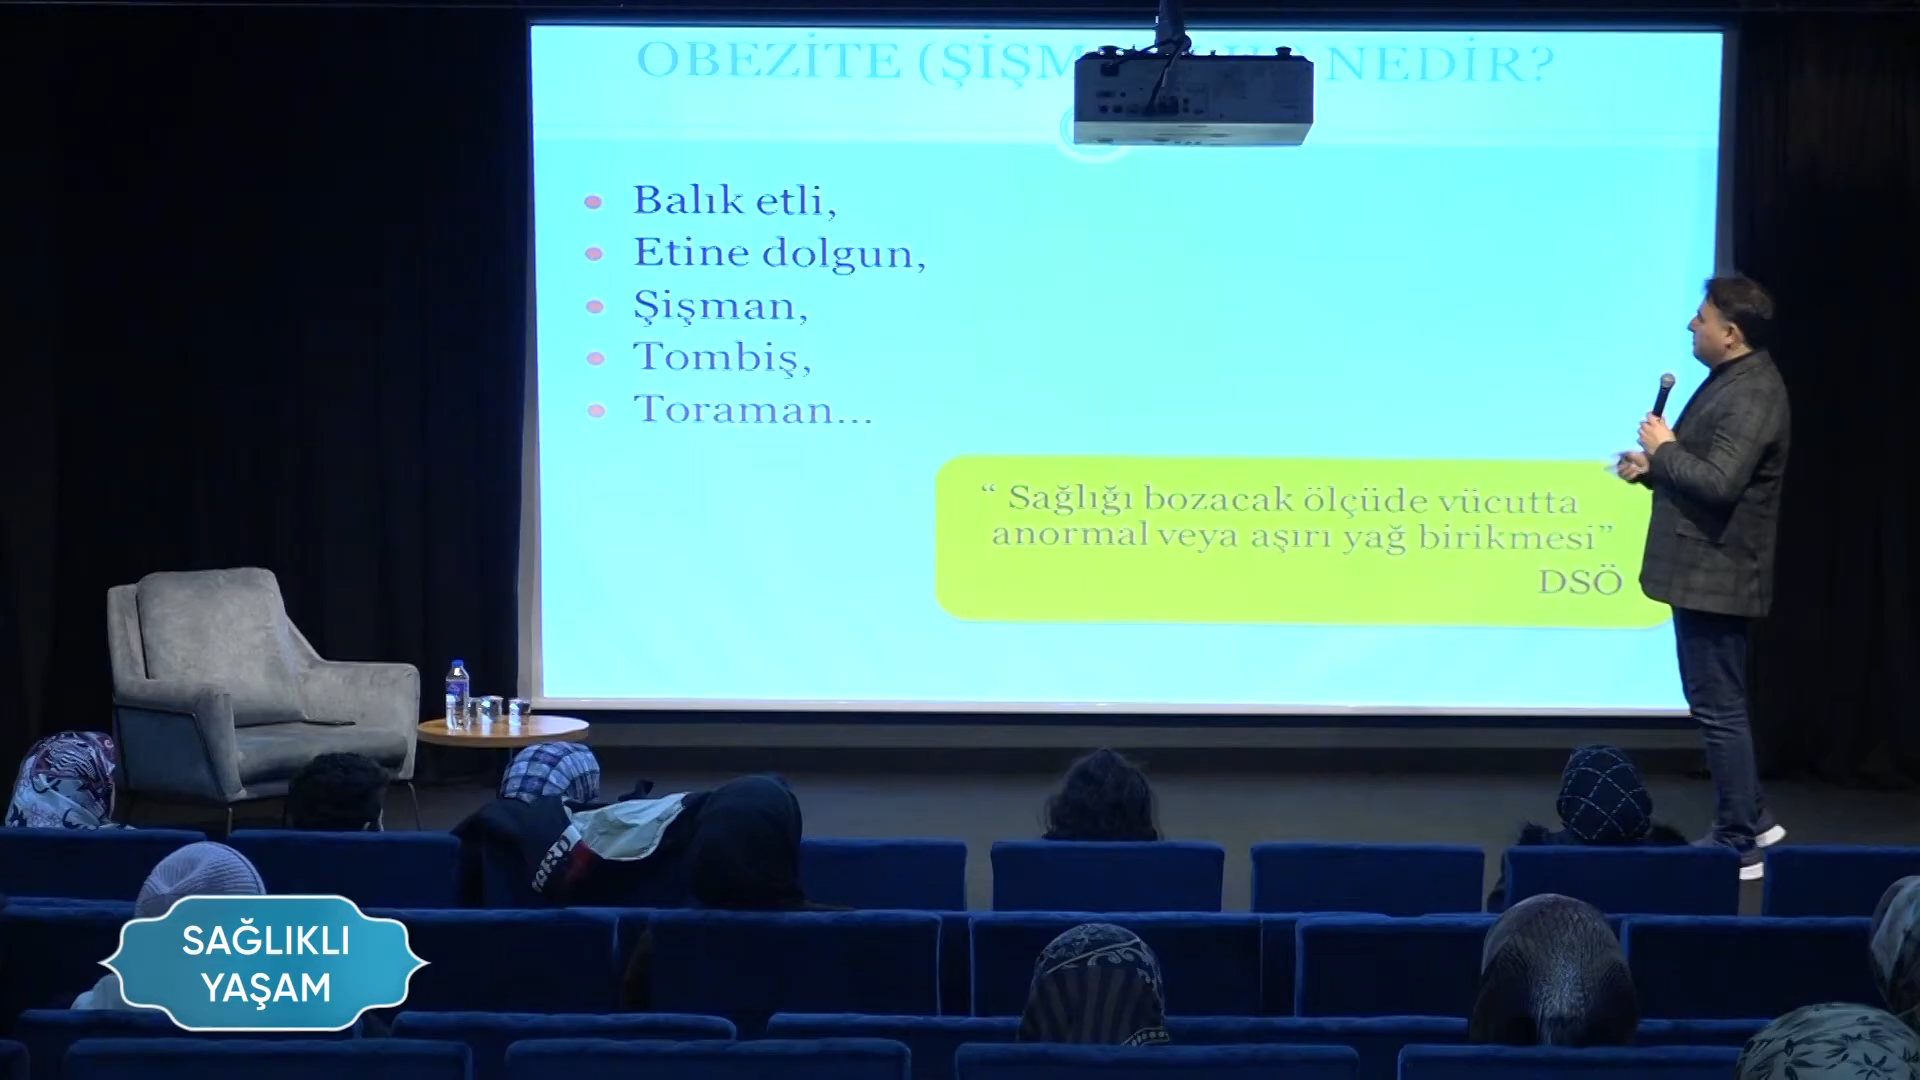 OBEZİTE (ŞİŞM NEDİR?
Balık etli,
Etine dolgun,
Şişman,
Tombiş,
Toraman...
“ Sağlığı bozacak ölçüde vücutta
anormal veya aşırı yağ birikmesi”
DSÖ
SAĞLIKLI
YAŞAM